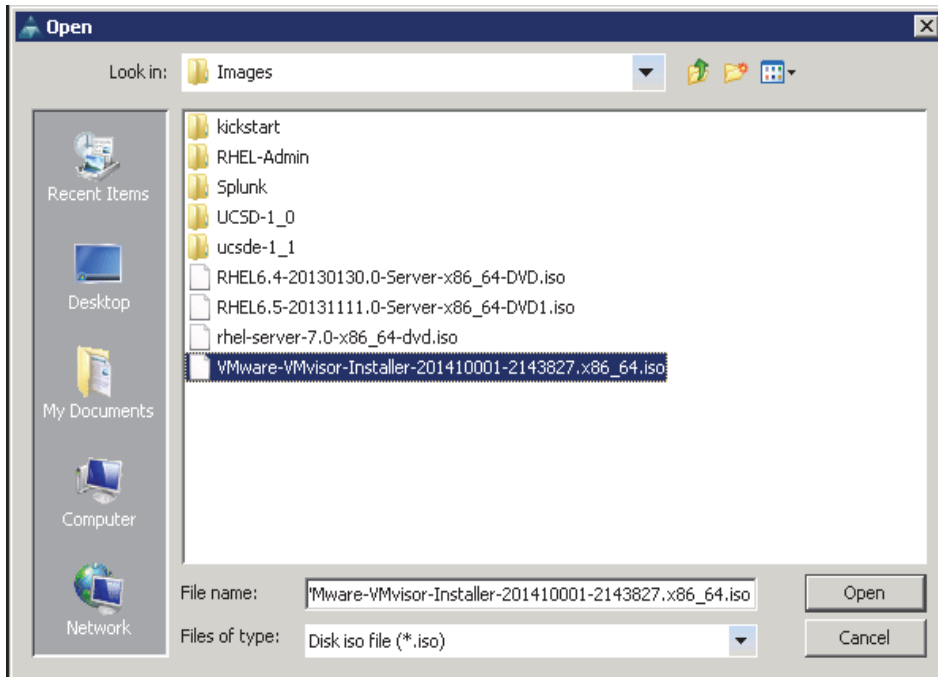 Open
Look in: Images
Recent Items
Desktop
My Documents
Computer
Network
kickstart
RHEL-Admin
Splunk
UCSD-1_0
ucsde-1_1
RHEL6.4-20130130.0-Server-x86_64-DVD.iso
RHEL6.5-20131111.0-Server-x86_64-DVD1.iso
rhel-server-7.0-x86_64-dvd.iso
VMware-VMvisor-Installer-201410001-2143827.x86_64.iso
File name: 'Mware-VMvisor-Installer-201410001-2143827.x86_64.iso
Open
Files of type: Disk iso file (*.iso)
Cancel